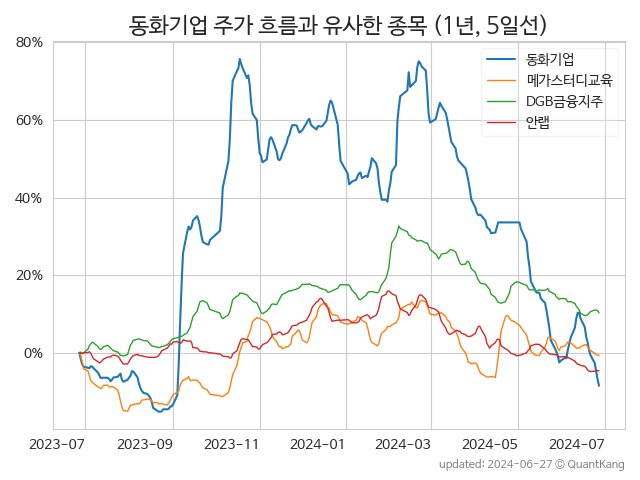 동화기업 주가 흐름과 유사한 종목 (1년, 5일선)
80%
60%
40%
20%
0%
동화기업
메가스터디교육
DGB금융지주
안랩
2023-07 2023-09 2023-11 2024-01 2024-03 2024-05 2024-07
updated: 2024-06-27 © QuantKang